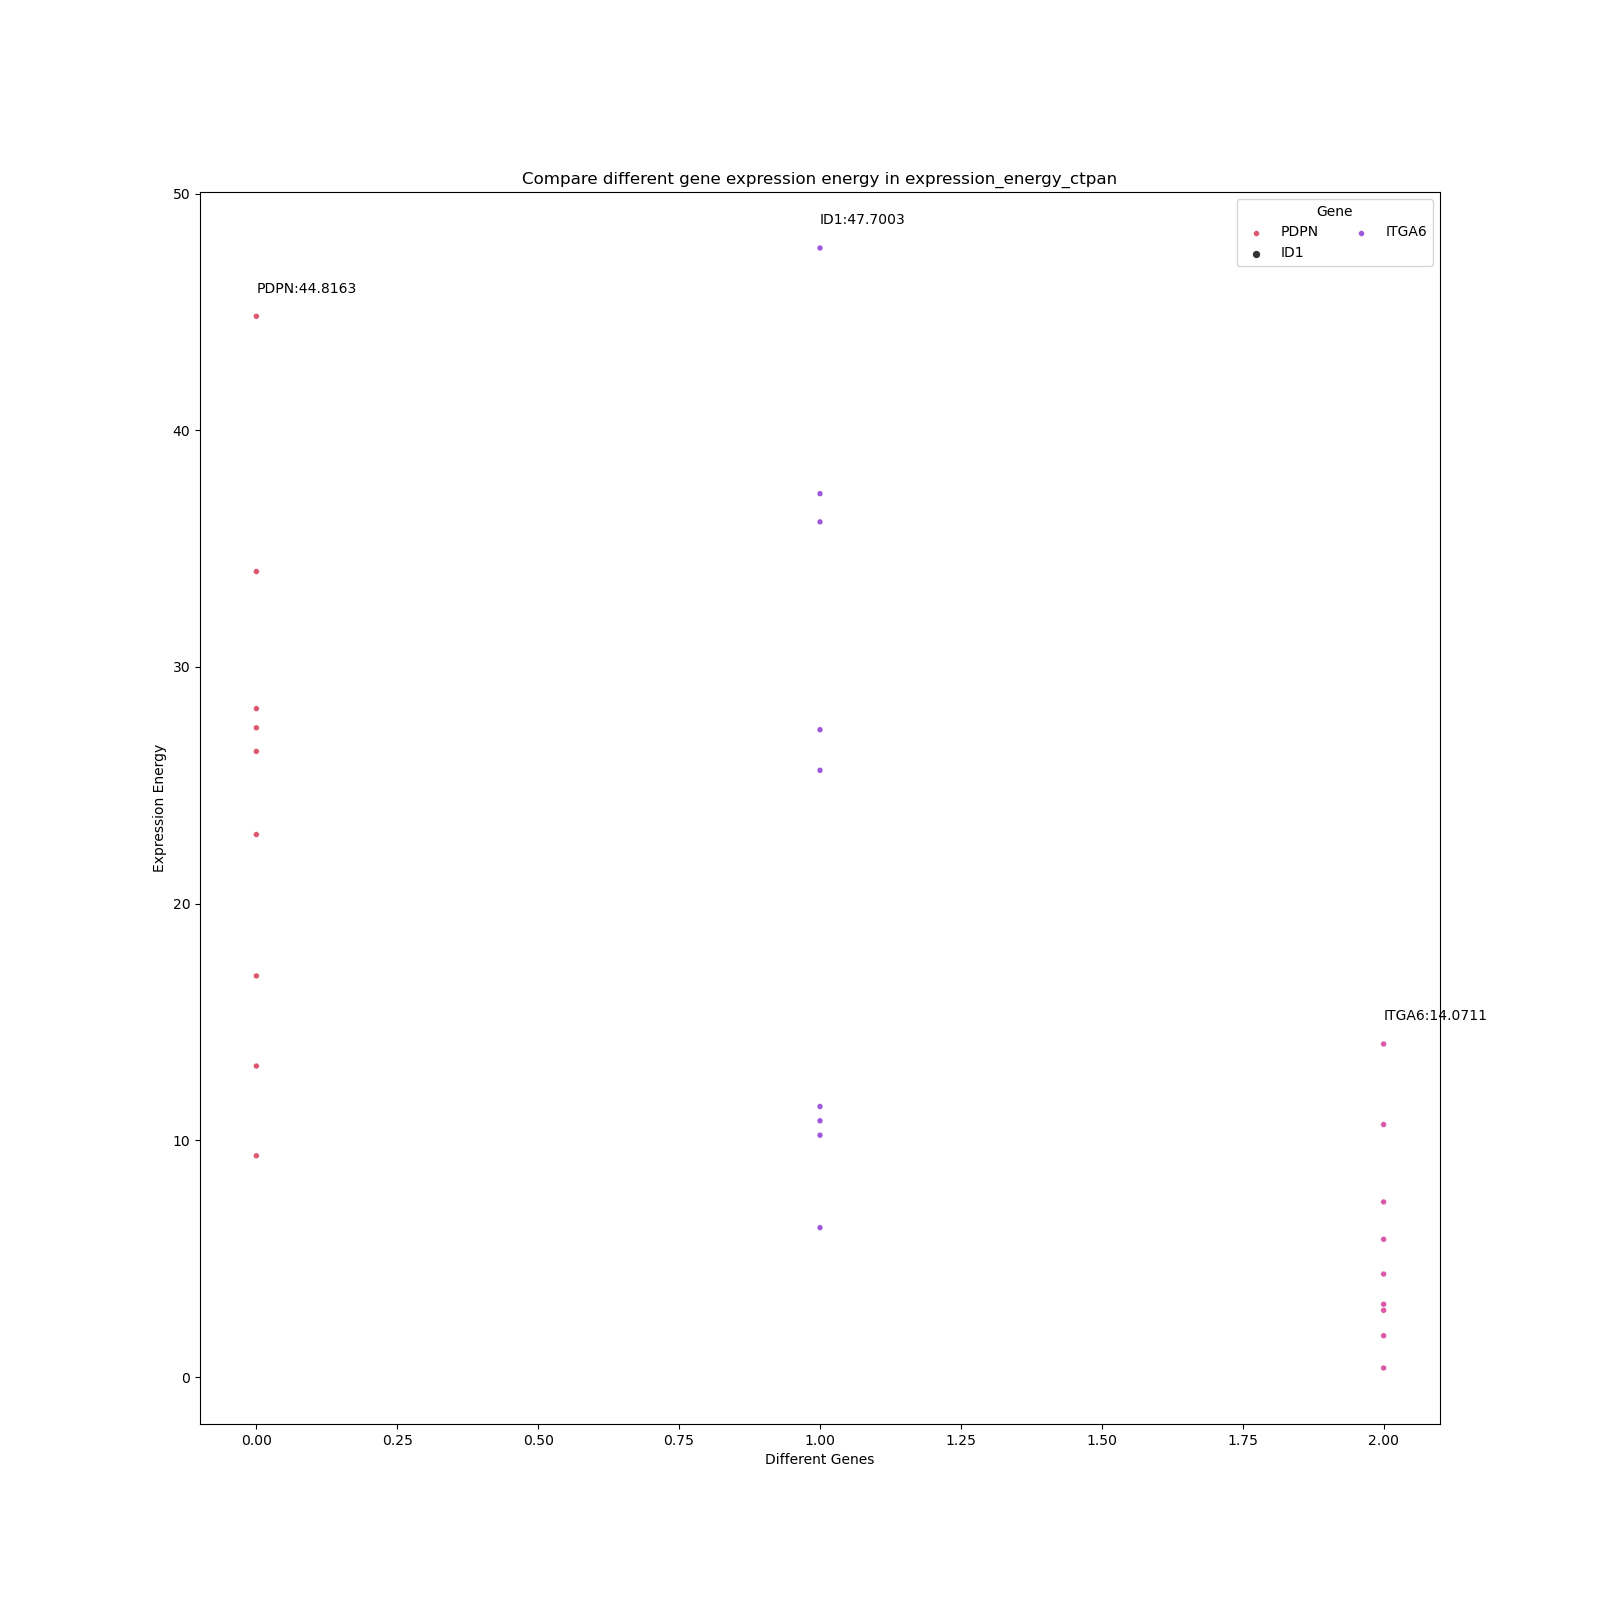 Compare different gene expression energy in expression_energy_ctpan
50
40
30
20
10
0
Expression Energy
PDPN:44.8163
ID1:47.7003
ITGA6:14.0711
Gene
PDPN
ID1
ITGA6
0.00 0.25 0.50 0.75 1.00 1.25 1.50 1.75 2.00
Different Genes